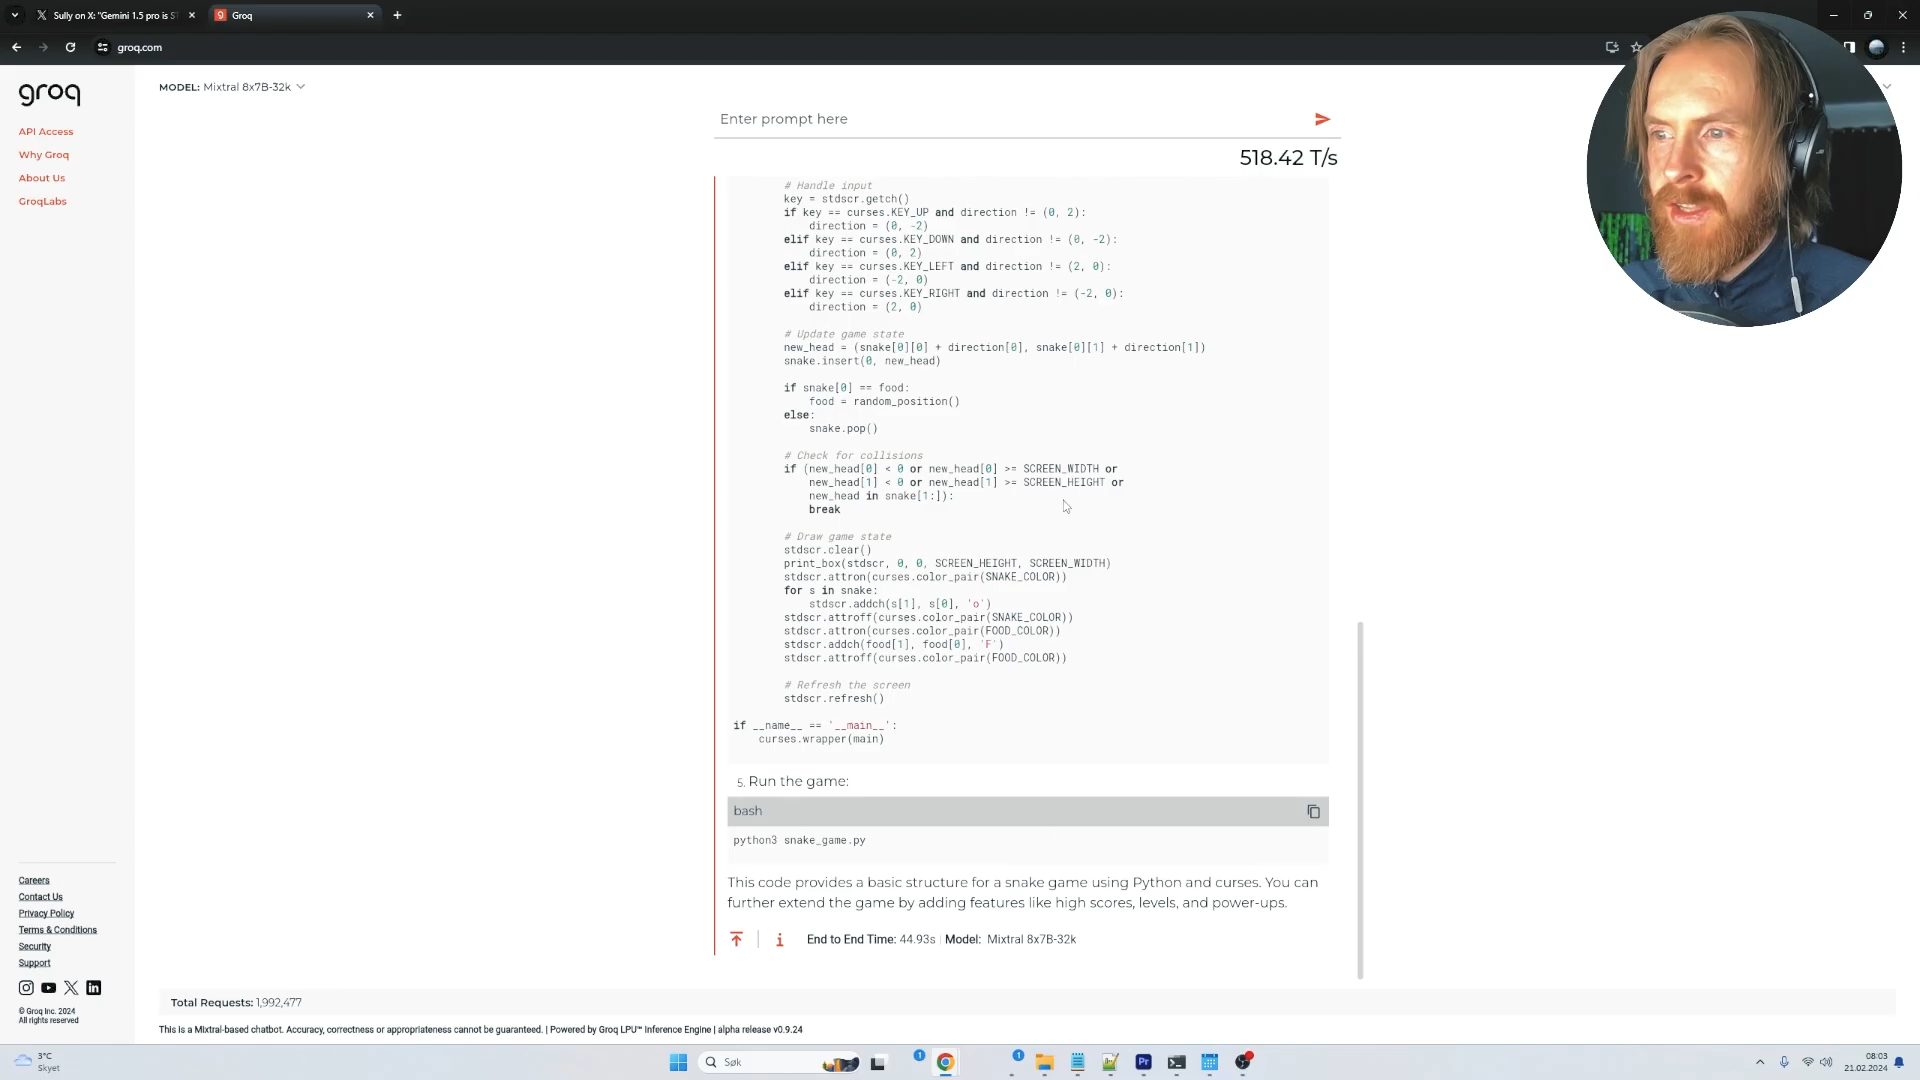 Sully on X: "Gemini 1.5 pro is ST
Groq
groq.com
groq
API Access
Why Groq
About Us
GroqLabs
MODEL: Mixtral 8x7B-32k
Enter prompt here
518.42 T/s
# Handle input
key = stdscr.getch()
if key == curses.KEY_UP and direction != (0, 2):
direction = (0, -2)
elif key == curses.KEY_DOWN and direction != (0, -2):
direction = (0, 2)
elif key == curses.KEY_LEFT and direction != (2, 0):
direction = (-2, 0)
elif key == curses.KEY_RIGHT and direction != (-2, 0):
direction = (2, 0)
# Update game state
new_head = (snake[0][0] + direction[0], snake[0][1] + direction[1])
snake.insert(0, new_head)
if snake[0] == food:
food = random_position()
else:
snake.pop()
# Check for collisions
if (new_head[0] < 0 or new_head[0] >= SCREEN_WIDTH or
new_head[1] < 0 or new_head[1] >= SCREEN_HEIGHT or
new_head in snake[1:]):
break
# Draw game state
stdscr.clear()
print_box(stdscr, 0, 0, SCREEN_HEIGHT, SCREEN_WIDTH)
stdscr.attron(curses.color_pair(SNAKE_COLOR))
for s in snake:
stdscr.addch(s[1], s[0], 'o')
stdscr.attroff(curses.color_pair(SNAKE_COLOR))
stdscr.attron(curses.color_pair(FOOD_COLOR))
stdscr.addch(food[1], food[0], 'F')
stdscr.attroff(curses.color_pair(FOOD_COLOR))
# Refresh the screen
stdscr.refresh()
if __name__ == '__main__':
curses.wrapper(main)
5. Run the game:
bash
python3 snake_game.py
This code provides a basic structure for a snake game using Python and curses. You can
further extend the game by adding features like high scores, levels, and power-ups.
End to End Time: 44.93s | Model: Mixtral 8x7B-32k
Careers
Contact Us
Privacy Policy
Terms & Conditions
Security
Support
© Groq Inc. 2024
All rights reserved
Total Requests: 1,992,477
This is a Mixtral-based chatbot. Accuracy, correctness or appropriateness cannot be guaranteed. | Powered by Groq LPU™ Inference Engine | alpha release v0.9.24
3°C
Skyet
Søk
1
1
Pr
08:03
21.02.2024